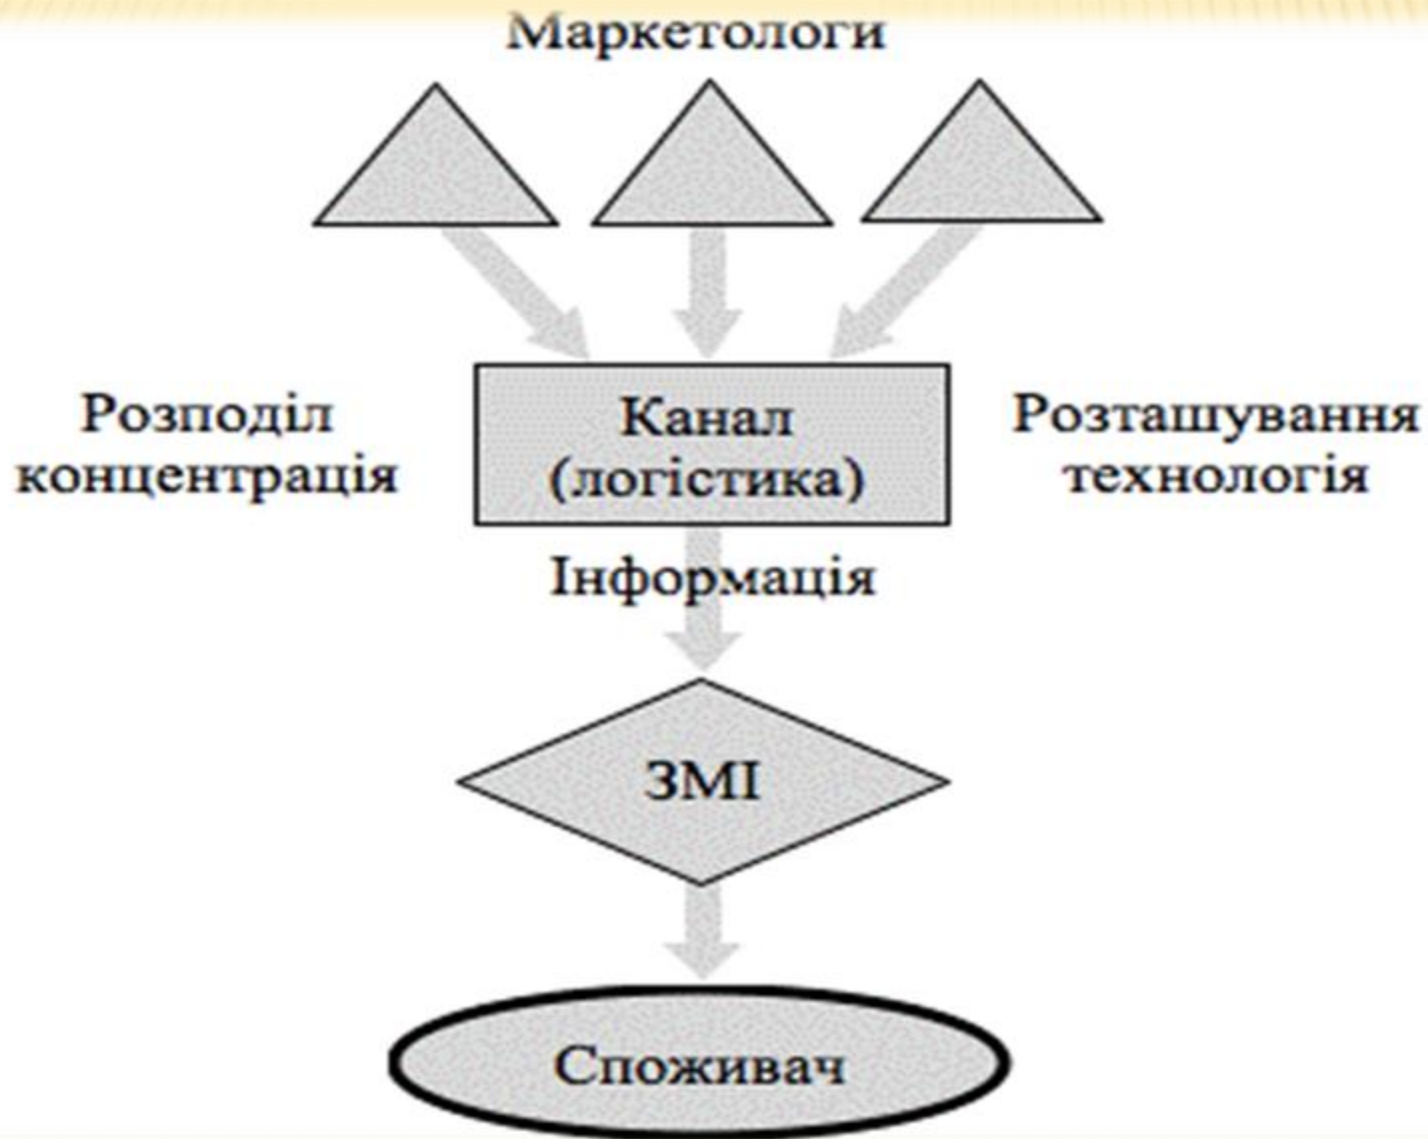 Маркетологи
Розподіл
концентрація
Канал
(логістика)
Розташування
технологія
Інформація
ЗМІ
Споживач